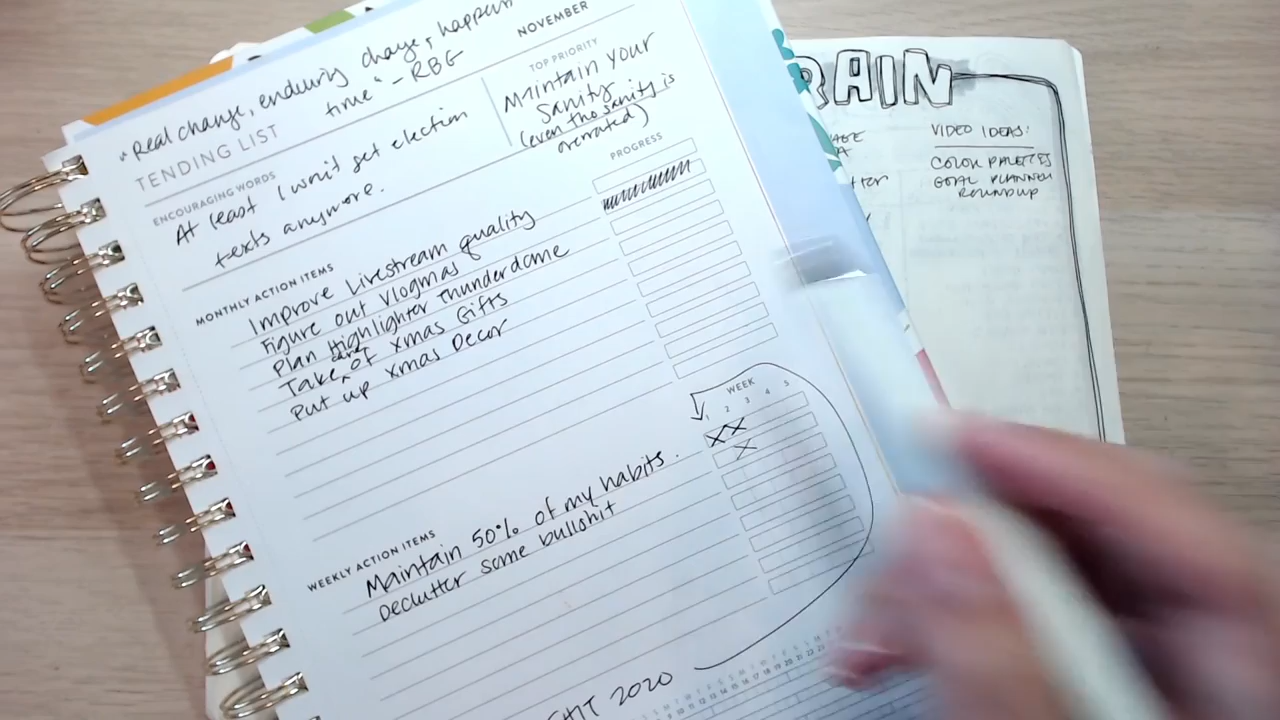 "Real change, enduring change, happens
time" - RBG
NOVEMBER
TENDING LIST
ENCOURAGING WORDS
At least I won't get election
texts anymore.
TOP PRIORITY
Maintain your
Sanity
(even tho sanity is
overrated)
MONTHLY ACTION ITEMS
PROGRESS
Improve Livestream quality
Figure out Vlogmas
Plan Highlighter Thunderdome
Take care of Xmas Gifts
Put up Xmas Decor
WEEKLY ACTION ITEMS
WEEK
1 2 3 4 5
Maintain 50% of my habits.
Declutter some bullshit
2020
RAIN
VIDEO IDEAS:
COLOR PALETTES
GOAL PLANNER
ROUNDUP